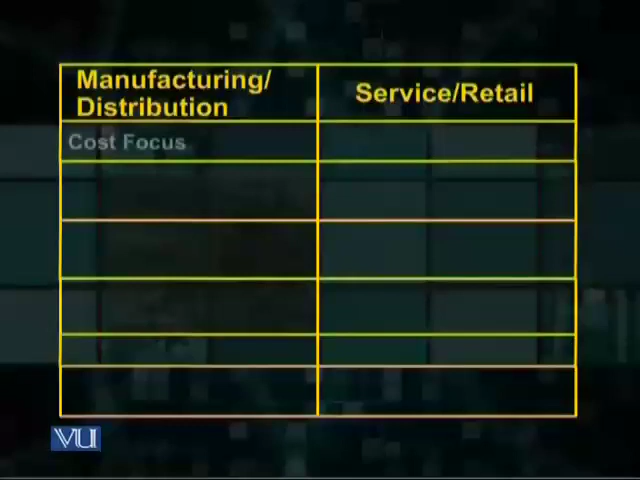 Manufacturing/
Distribution
Service/Retail
Cost Focus
VU